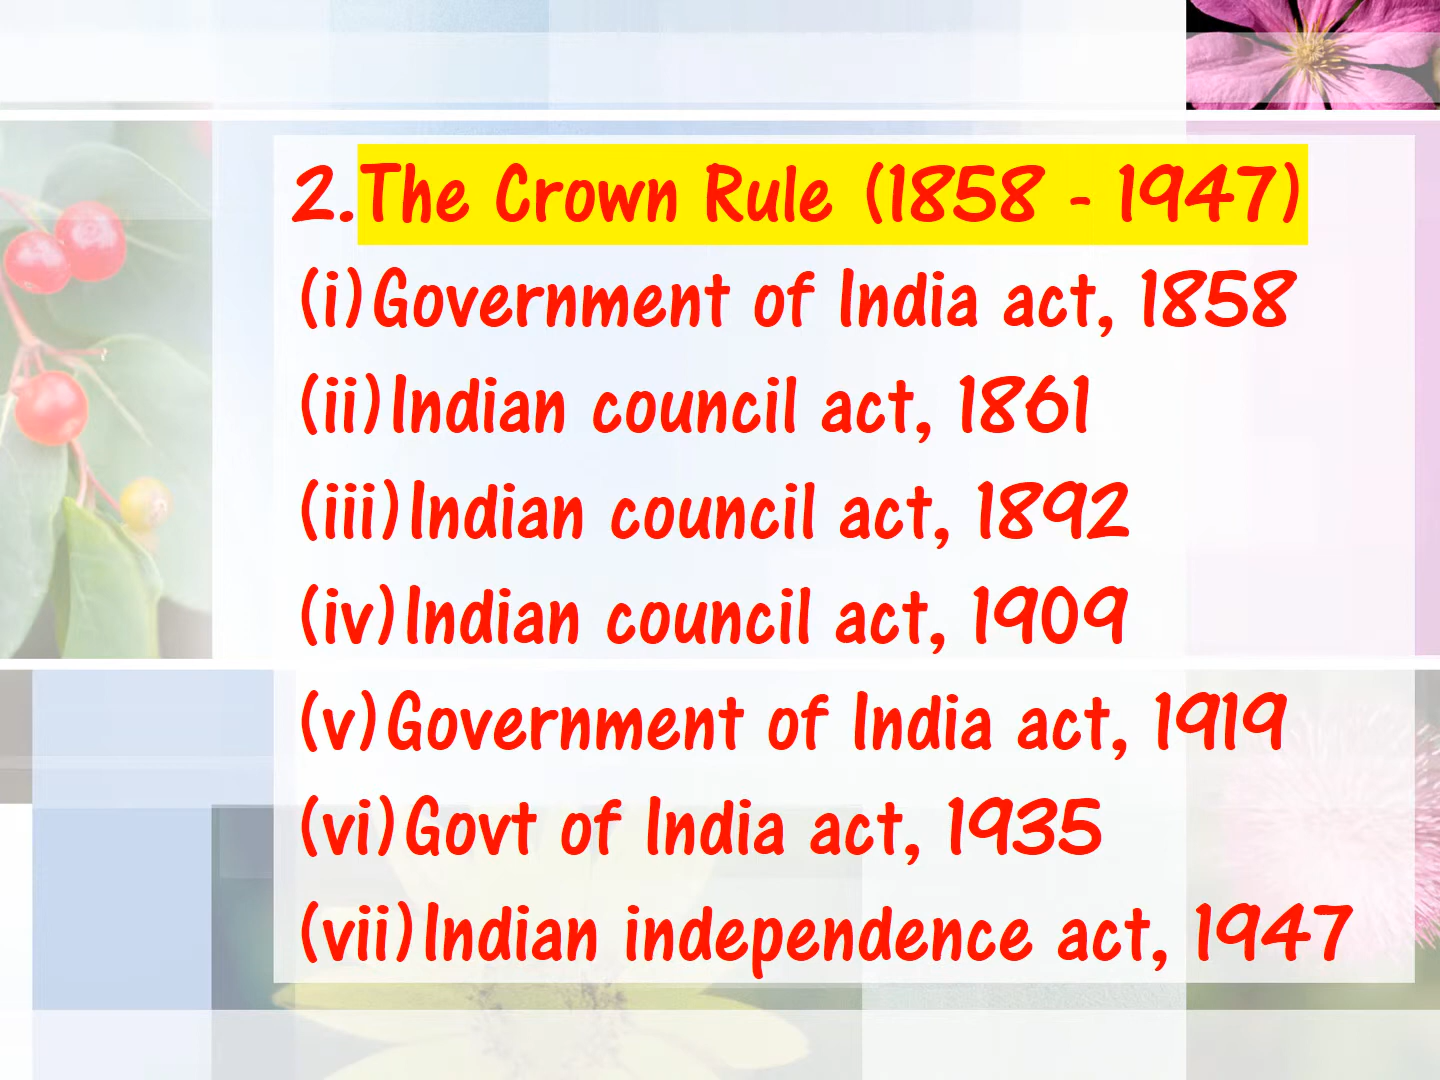 2.The Crown Rule (1858 - 1947)
(i)Government of India act, 1858
(ii)Indian council act, 1861
(iii)Indian council act, 1892
(iv)Indian council act, 1909
(v)Government of India act, 1919
(vi)Govt of India act, 1935
(vii)Indian independence act, 1947